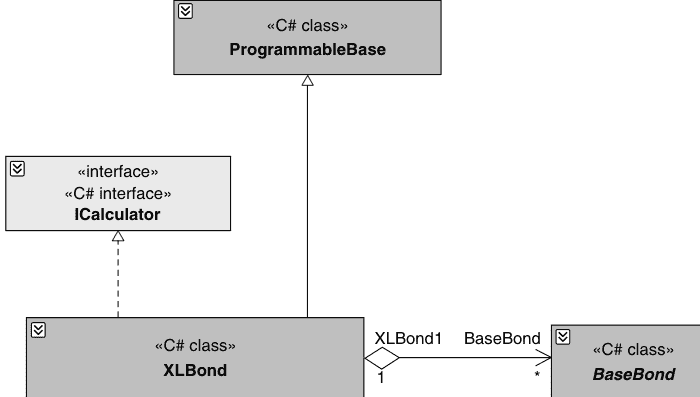 «C# class»
ProgrammableBase
«interface»
«C# interface»
ICalculator
«C# class»
XLBond
XLBond1
BaseBond
1
*
«C# class»
BaseBond